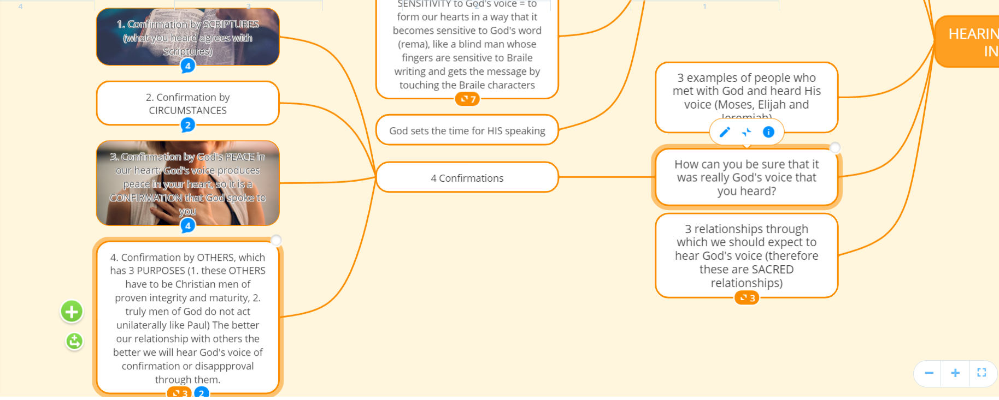 4
3
2
1
1. Confirmation by SCRIPTURES
(what you heard agrees with
Scriptures)
4
2. Confirmation by
CIRCUMSTANCES
2
3. Confirmation by God's PEACE in
our heart: God's voice produces
peace in your heart, so it is a
CONFIRMATION that God spoke to
you
4
4. Confirmation by OTHERS, which
has 3 PURPOSES (1. these OTHERS
have to be Christian men of
proven integrity and maturity, 2.
truly men of God do not act
unilaterally like Paul) The better
our relationship with others the
better we will hear God's voice of
confirmation or disappproval
through them.
3
2
SENSITIVITY to God's voice = to
form our hearts in a way that it
becomes sensitive to God's word
(rema), like a blind man whose
fingers are sensitive to Braile
writing and gets the message by
touching the Braile characters
7
God sets the time for HIS speaking
4 Confirmations
3 examples of people who
met with God and heard His
voice (Moses, Elijah and
Jeremiah)
How can you be sure that it
was really God's voice that
you heard?
3 relationships through
which we should expect to
hear God's voice (therefore
these are SACRED
relationships)
3
HEARIN
IN